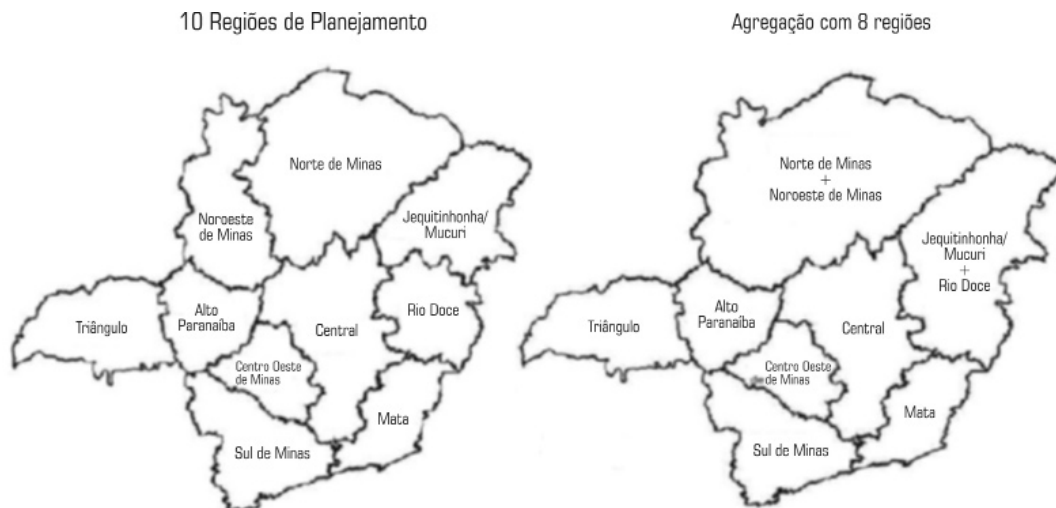 10 Regiões de Planejamento
Norte de Minas
Noroeste
de Minas
Jequitinhonha/
Mucuri
Triângulo
Alto
Paranaíba
Central
Rio Doce
Centro Oeste
de Minas
Mata
Sul de Minas
Agregação com 8 regiões
Norte de Minas
+
Noroeste de Minas
Jequitinhonha/
Mucuri
+
Rio Doce
Triângulo
Alto
Paranaíba
Central
Centro Oeste
de Minas
Mata
Sul de Minas